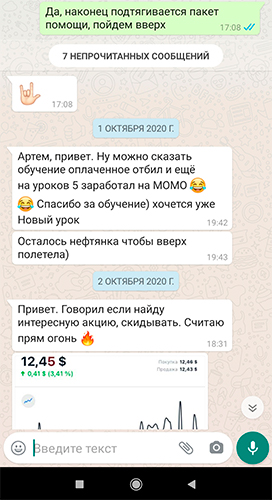 Да, наконец подтягивается пакет
помощи, пойдем вверх
17:08
7 НЕПРОЧИТАННЫХ СООБЩЕНИЙ
17:08
1 ОКТЯБРЯ 2020 Г.
Артем, привет. Ну можно сказать
обучение оплаченное отбил и ещё
на уроков 5 заработал на МОМО 😂
😂 Спасибо за обучение) хочется уже
Новый урок
19:42
Осталось нефтянка чтобы вверх
полетела)
19:43
2 ОКТЯБРЯ 2020 Г.
Привет. Говорил если найду
интересную акцию, скидывать. Считаю
прям огонь 🔥
18:31
12,45 $
Покупка 12,46 $
Продажа 12,43 $
↑ 0,41 $ (3,41 %)
Введите текст